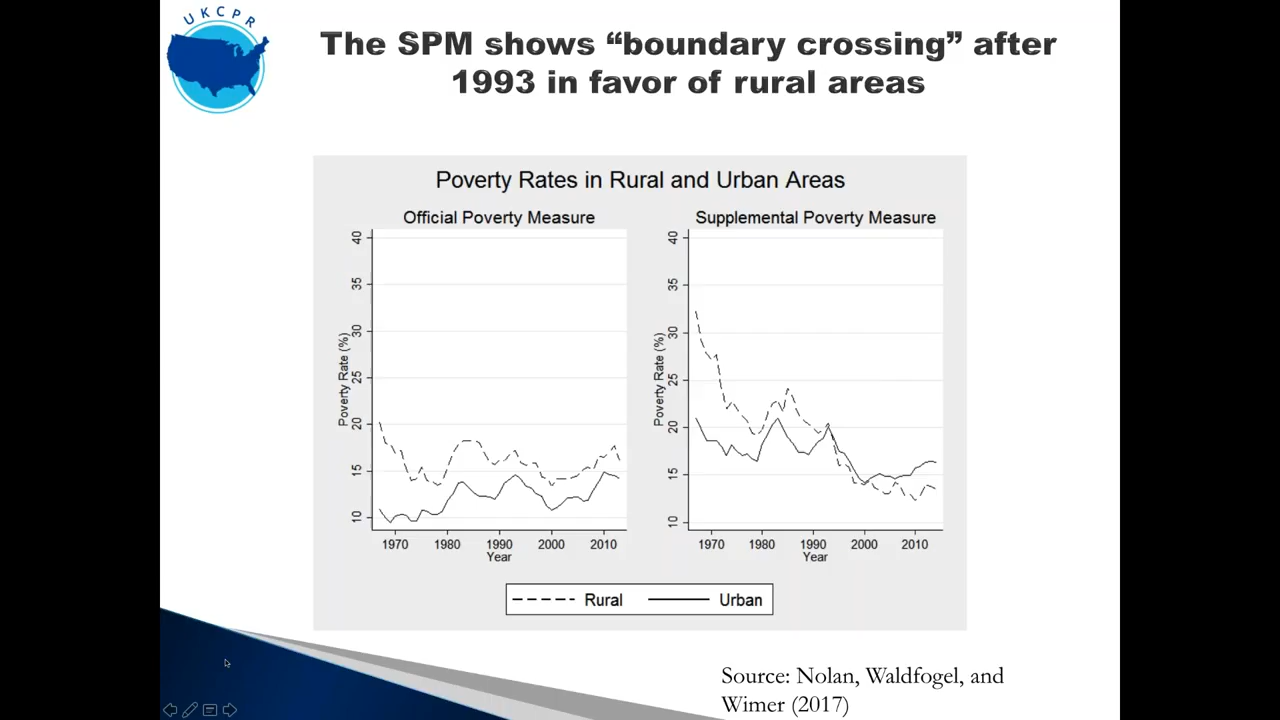 UKCPR
The SPM shows “boundary crossing” after
1993 in favor of rural areas
Poverty Rates in Rural and Urban Areas
Official Poverty Measure
40
35
30
25
20
15
10
Poverty Rate (%)
1970 1980 1990 2000 2010
Year
Supplemental Poverty Measure
40
35
30
25
20
15
10
Poverty Rate (%)
1970 1980 1990 2000 2010
Year
Rural Urban
Source: Nolan, Waldfogel, and
Wimer (2017)